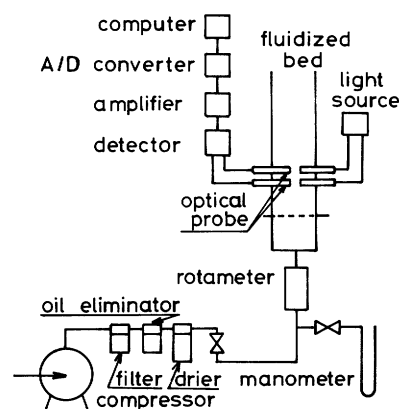 computer
fluidized
bed
A/D converter
light
source
amplifier
detector
optical
probe
rotameter
oil eliminator
filter drier
manometer
compressor